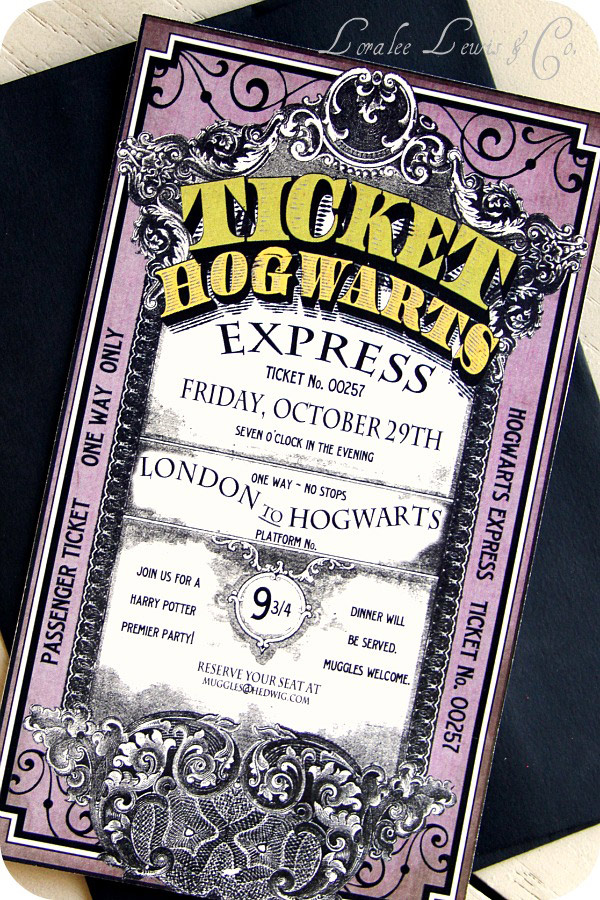 Loralee Lewis & Co.
TICKET
HOGWARTS
EXPRESS
TICKET No. 00257
FRIDAY, OCTOBER 29TH
SEVEN O'CLOCK IN THE EVENING
ONE WAY ~ NO STOPS
LONDON TO HOGWARTS
PLATFORM No.
9 3/4
JOIN US FOR A
HARRY POTTER
PREMIER PARTY!
DINNER WILL
BE SERVED.
MUGGLES WELCOME.
RESERVE YOUR SEAT AT
MUGGLES@HEDWIG.COM
PASSENGER TICKET ONE WAY ONLY
HOGWARTS EXPRESS TICKET No. 00257